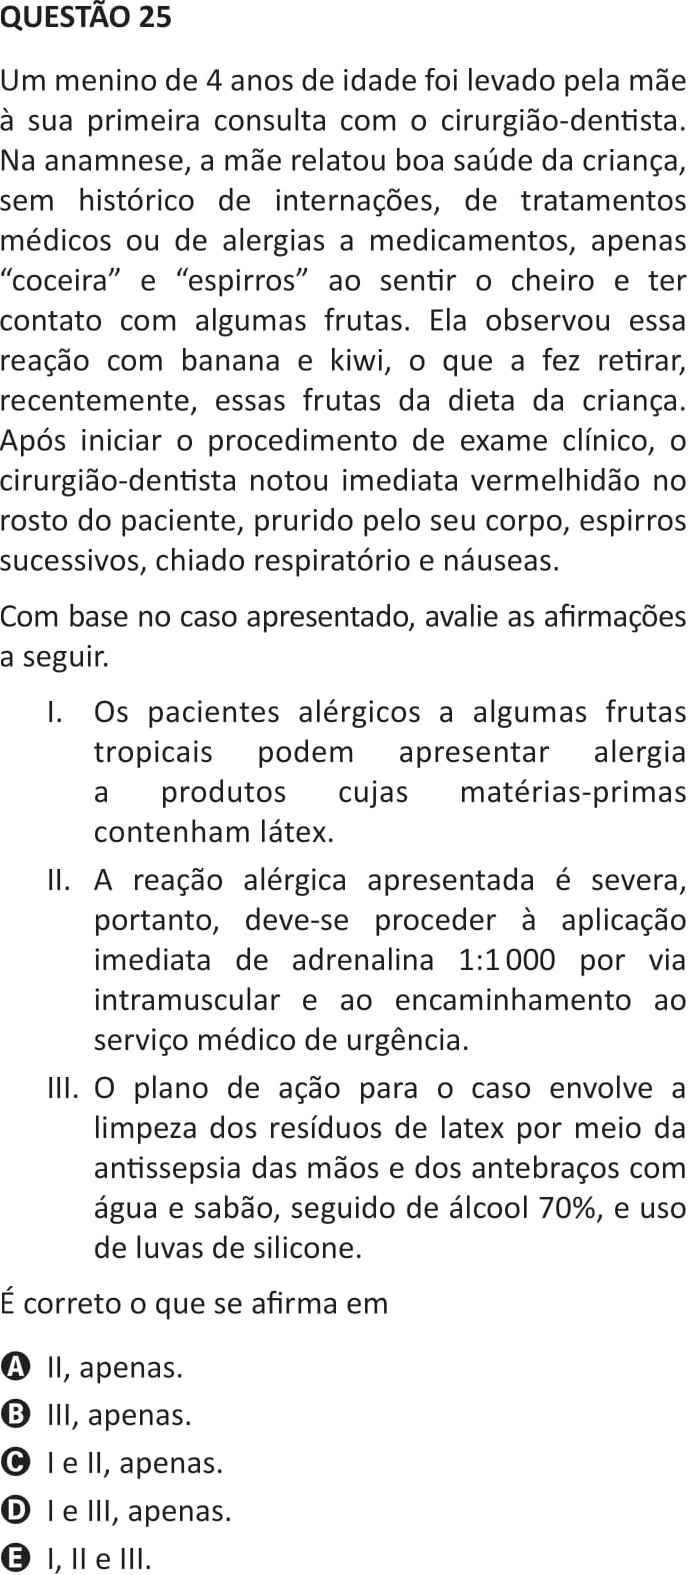 QUESTÃO 25
Um menino de 4 anos de idade foi levado pela mãe
à sua primeira consulta com o cirurgião-dentista.
Na anamnese, a mãe relatou boa saúde da criança,
sem histórico de internações, de tratamentos
médicos ou de alergias a medicamentos, apenas
“coceira” e “espirros” ao sentir o cheiro e ter
contato com algumas frutas. Ela observou essa
reação com banana e kiwi, o que a fez retirar,
recentemente, essas frutas da dieta da criança.
Após iniciar o procedimento de exame clínico, o
cirurgião-dentista notou imediata vermelhidão no
rosto do paciente, prurido pelo seu corpo, espirros
sucessivos, chiado respiratório e náuseas.
Com base no caso apresentado, avalie as afirmações
a seguir.
I. Os pacientes alérgicos a algumas frutas
tropicais podem apresentar alergia
a produtos cujas matérias-primas
contenham látex.
II. A reação alérgica apresentada é severa,
portanto, deve-se proceder à aplicação
imediata de adrenalina 1:1 000 por via
intramuscular e ao encaminhamento ao
serviço médico de urgência.
III. O plano de ação para o caso envolve a
limpeza dos resíduos de latex por meio da
antissepsia das mãos e dos antebraços com
água e sabão, seguido de álcool 70%, e uso
de luvas de silicone.
É correto o que se afirma em
A II, apenas.
B III, apenas.
C I e II, apenas.
D I e III, apenas.
E I, II e III.